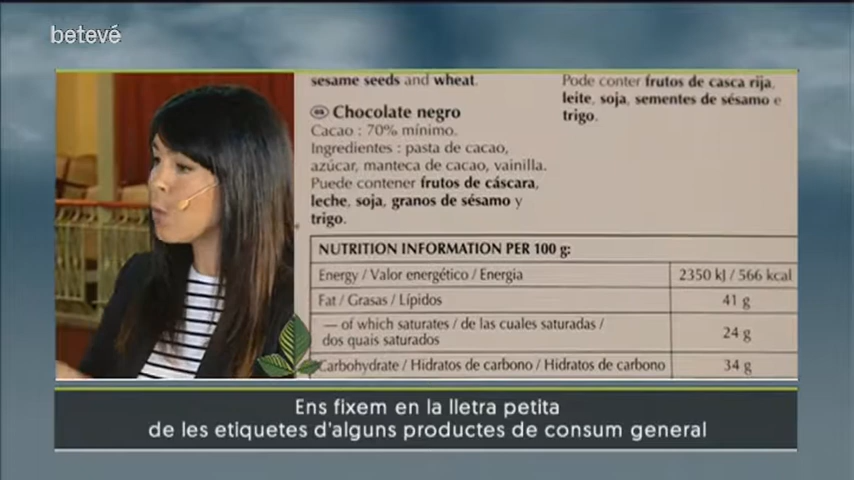 betevé
sesame seeds and wheat.
Chocolate negro
Cacao : 70% mínimo.
Ingredientes : pasta de cacao,
azúcar, manteca de cacao, vainilla.
Puede contener frutos de cáscara,
leche, soja, granos de sésamo y
trigo.
Pode conter frutos de casca rija,
leite, soja, sementes de sésamo e
trigo.
NUTRITION INFORMATION PER 100 g:
Energy / Valor energético / Energia 2350 kJ / 566 kcal
Fat / Grasas / Lípidos 41 g
— of which saturates / de las cuales saturadas /
dos quais saturados 24 g
Carbohydrate / Hidratos de carbono / Hidratos de carbono 34 g
Ens fixem en la lletra petita
de les etiquetes d'alguns productes de consum general